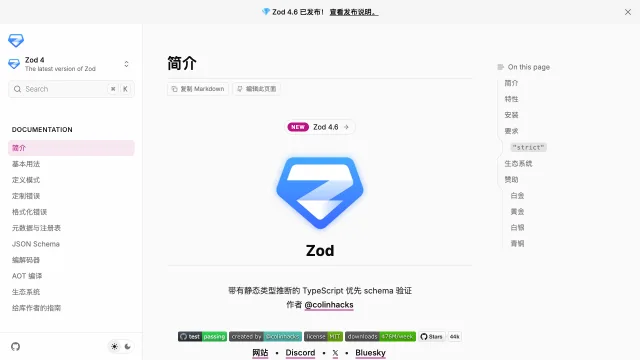 💎 Zod 4.6 已发布！ 查看发布说明。
Zod 4
The latest version of Zod
Search ⌘ K
DOCUMENTATION
简介
基本用法
定义模式
定制错误
格式化错误
元数据与注册表
JSON Schema
编解码器
AOT 编译
生态系统
给库作者的指南
简介
复制 Markdown 编辑此页面
NEW Zod 4.6 →
Zod
带有静态类型推断的 TypeScript 优先 schema 验证
作者 @colinhacks
test passing created by @colinhacks license MIT downloads 476M/week Stars 44k
网站 • Discord • 𝕏 • Bluesky
On this page
简介
特性
安装
要求
"strict"
生态系统
赞助
白金
黄金
白银
青铜